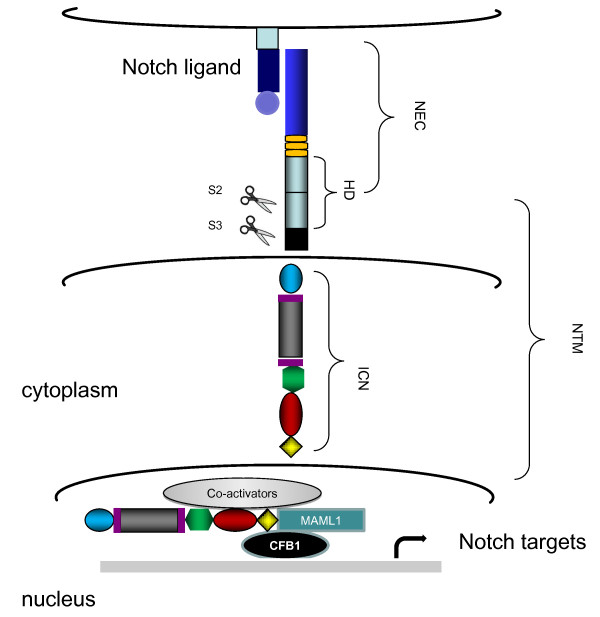 Notch ligand
NEC
HD
S2
S3
NTM
ICN
cytoplasm
Co-activators
MAML1
CFB1
Notch targets
nucleus